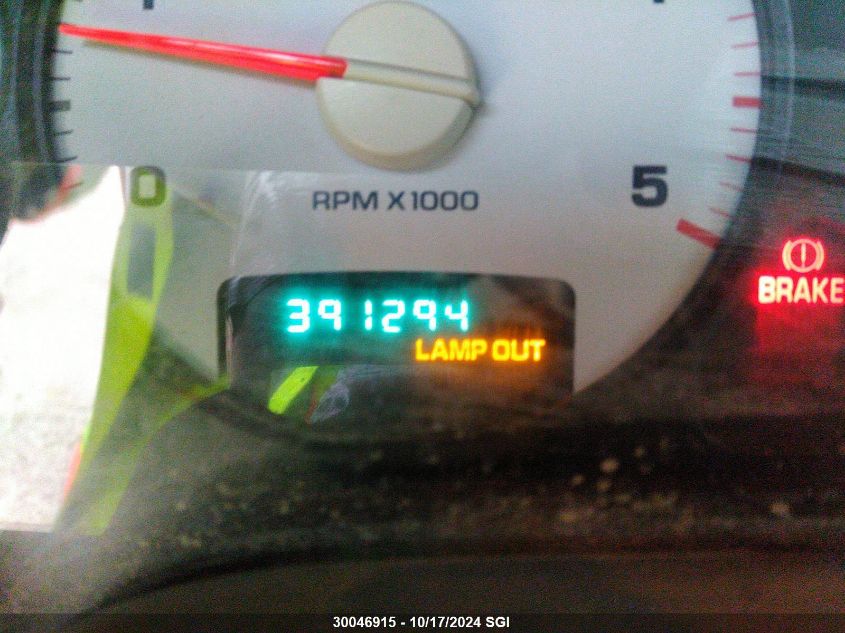 0
5
RPM X1000
391294
LAMP OUT
BRAKE
30046915 - 10/17/2024 SGI